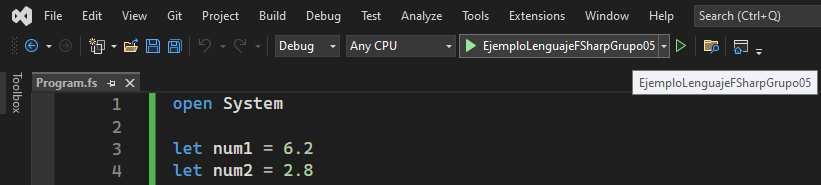 File Edit View Git Project Build Debug Test Analyze Tools Extensions Window Help Search (Ctrl+Q)
Debug Any CPU EjemploLenguajeFSharpGrupo05
Toolbox
Program.fs EjemploLenguajeFSharpGrupo05
1 open System
2
3 let num1 = 6.2
4 let num2 = 2.8